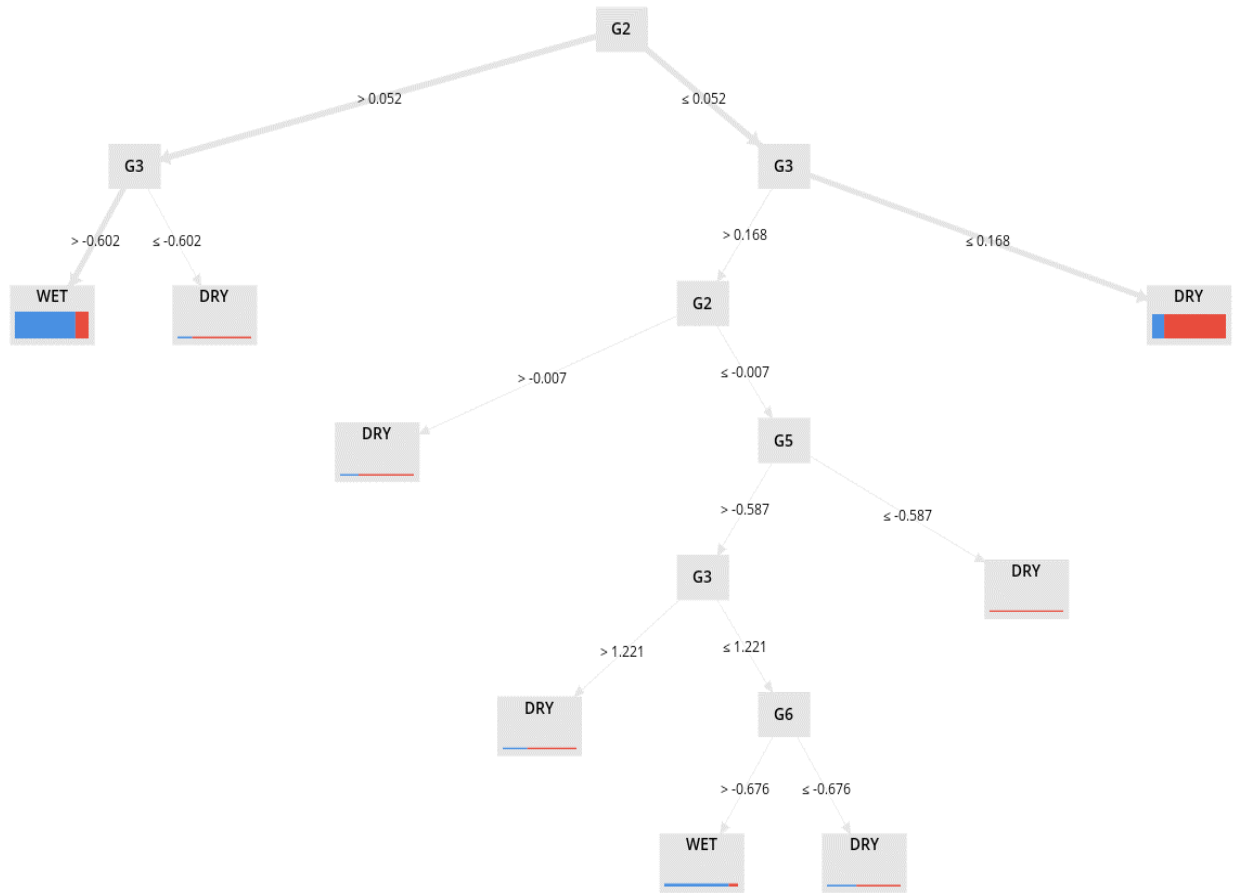 G2
> 0.052
≤ 0.052
G3
G3
> -0.602
≤ -0.602
> 0.168
≤ 0.168
WET
DRY
G2
DRY
> -0.007
≤ -0.007
DRY
G5
> -0.587
≤ -0.587
G3
DRY
> 1.221
≤ 1.221
DRY
G6
> -0.676
≤ -0.676
WET
DRY